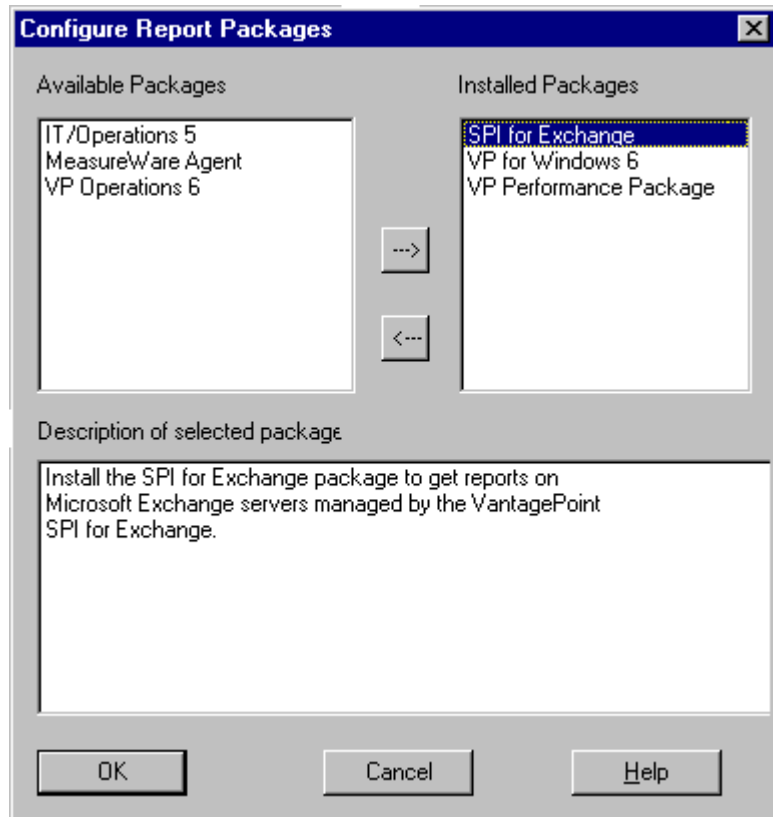 Configure Report Packages
Available Packages
Installed Packages
IT/Operations 5
MeasureWare Agent
VP Operations 6
SPI for Exchange
VP for Windows 6
VP Performance Package
--->
<---
Description of selected package
Install the SPI for Exchange package to get reports on
Microsoft Exchange servers managed by the VantagePoint
SPI for Exchange.
OK
Cancel
Help